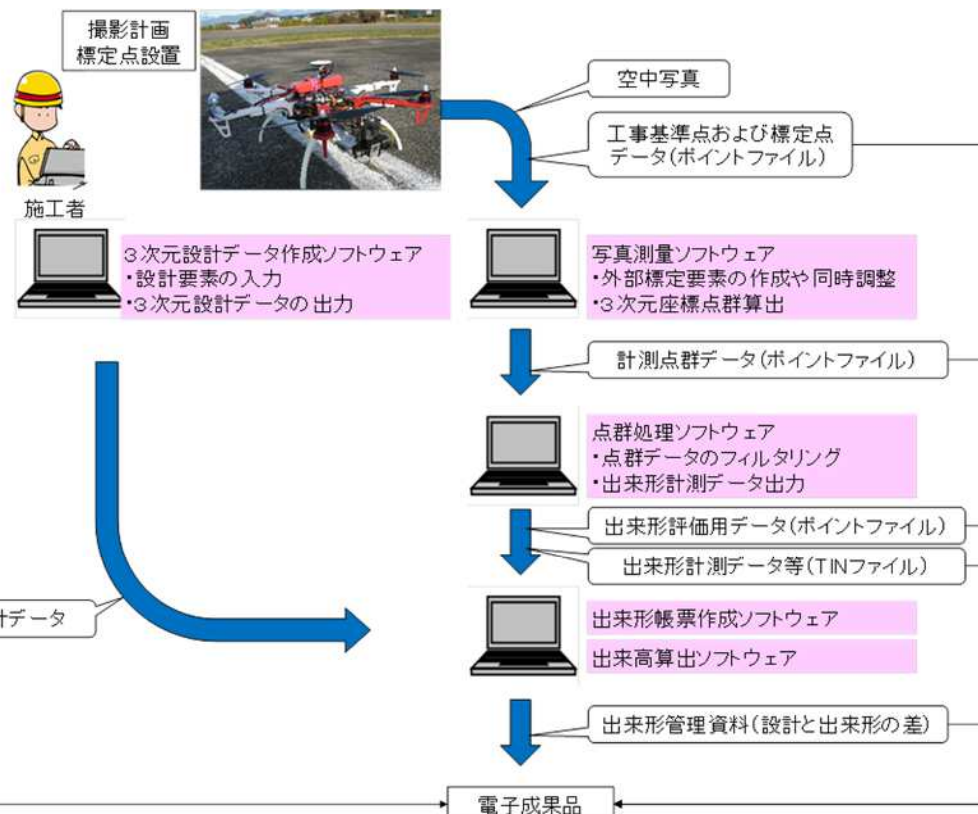 撮影計画
標定点設置
空中写真
工事基準点および標定点
データ(ポイントファイル)
施工者
３次元設計データ作成ソフトウェア
・設計要素の入力
・３次元設計データの出力
写真測量ソフトウェア
・外部標定要素の作成や同時調整
・３次元座標点群算出
計測点群データ(ポイントファイル)
点群処理ソフトウェア
・点群データのフィルタリング
・出来形計測データ出力
出来形評価用データ(ポイントファイル)
出来形計測データ等(TINファイル)
計データ
出来形帳票作成ソフトウェア
出来高算出ソフトウェア
出来形管理資料(設計と出来形の差)
電子成果品